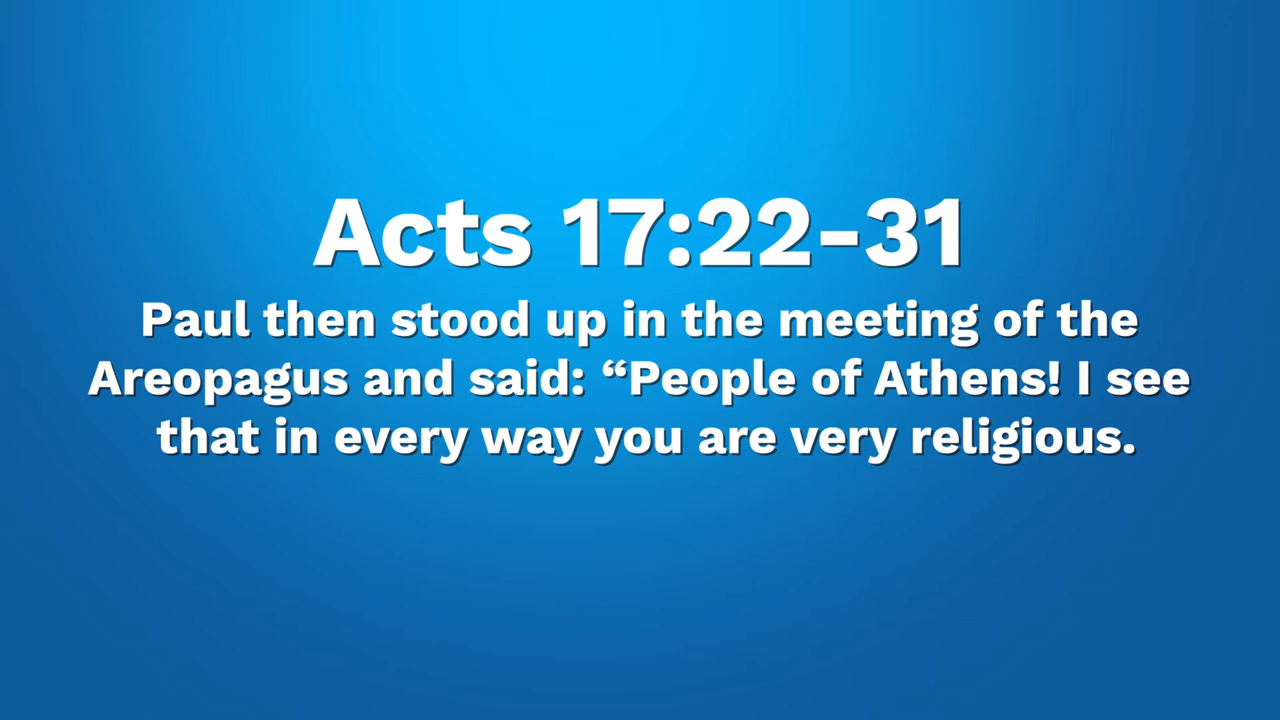 Acts 17:22-31
Paul then stood up in the meeting of the
Areopagus and said: “People of Athens! I see
that in every way you are very religious.